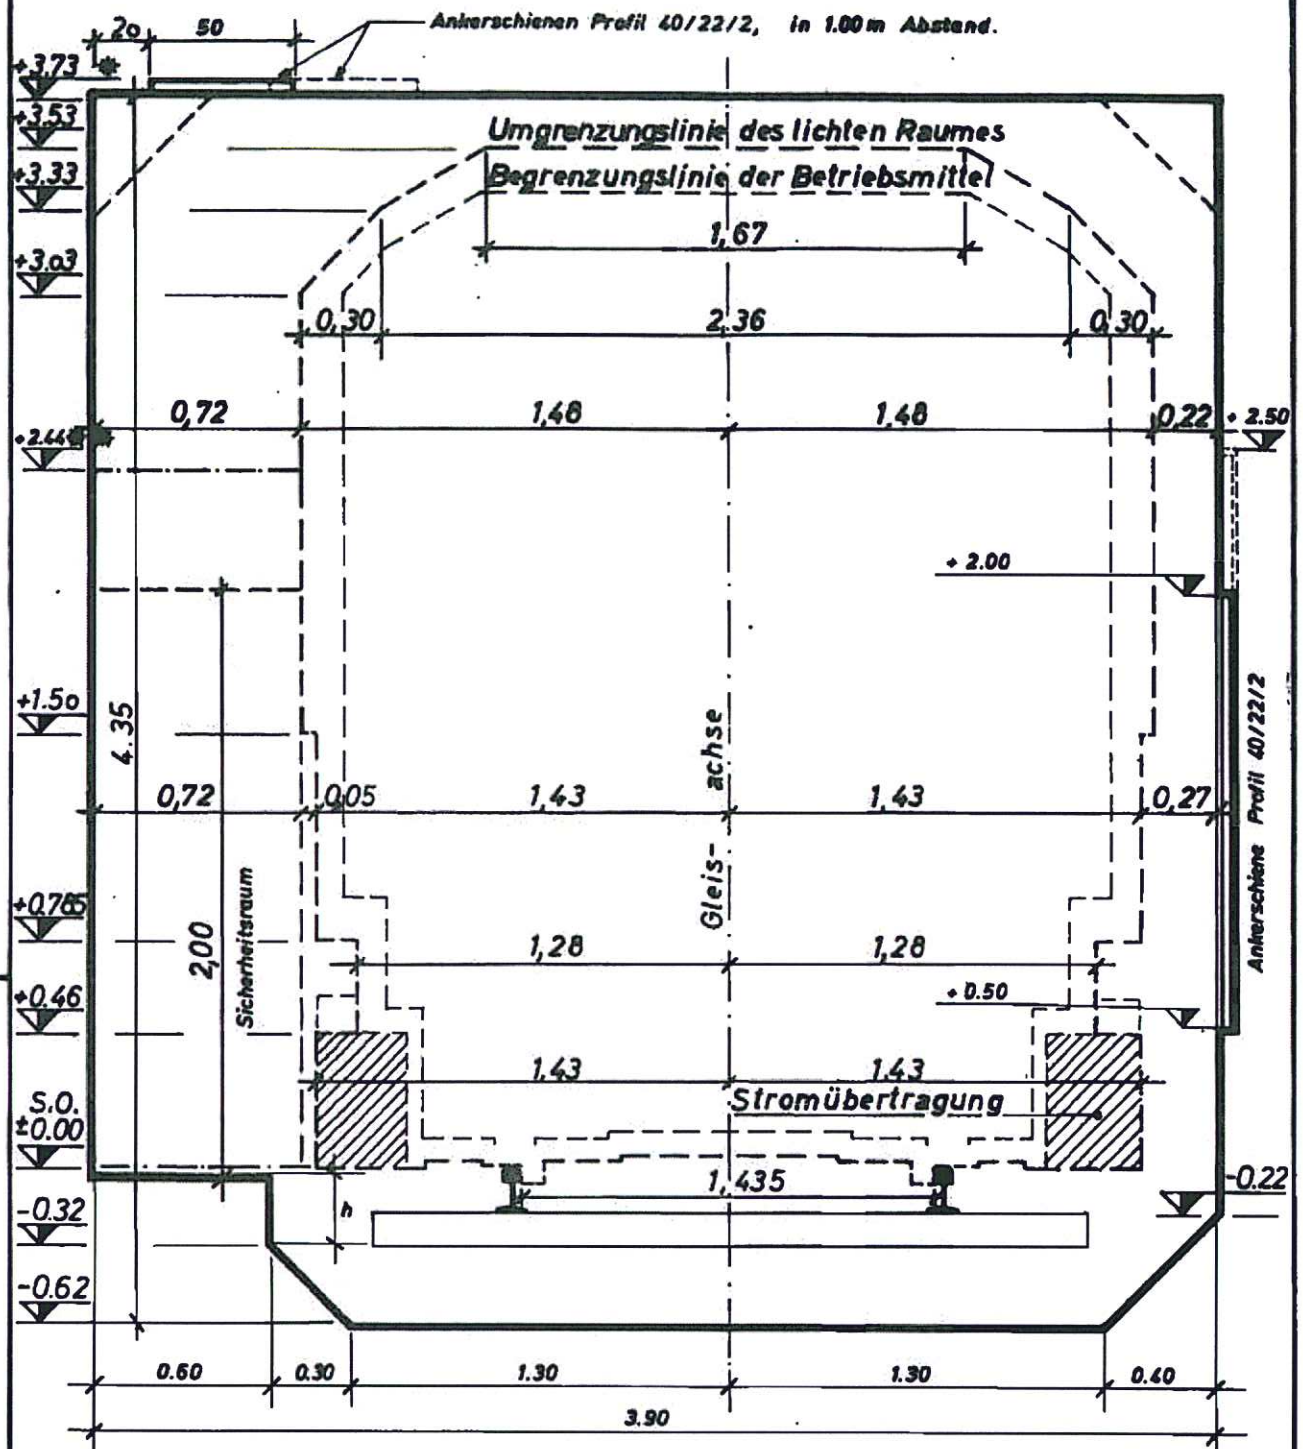 Ankerschienen Profil 40/22/2, in 1.00m Abstand.
20 50
+3,73
+3,53
Umgrenzungslinie des lichten Raumes
+3,33
Begrenzungslinie der Betriebsmittel
1,67
+3,03
0,30 2,36 0,30
0,72 1,48 1,48 0,22 + 2.50
+2.44
+ 2.00
+1.50
4.35
Gleis- achse
Ankerschiene Profil 40/22/2
0,72 0,05 1,43 1,43 0,27
+0.765
2,00
Sicherheitsraum
1,28 1,28
+0.46
+ 0.50
1,43 1,43
S.O.
±0.00
Stromübertragung
1,435
-0.22
-0.32
h
-0.62
0.60 0.30 1.30 1.30 0.40
3.90